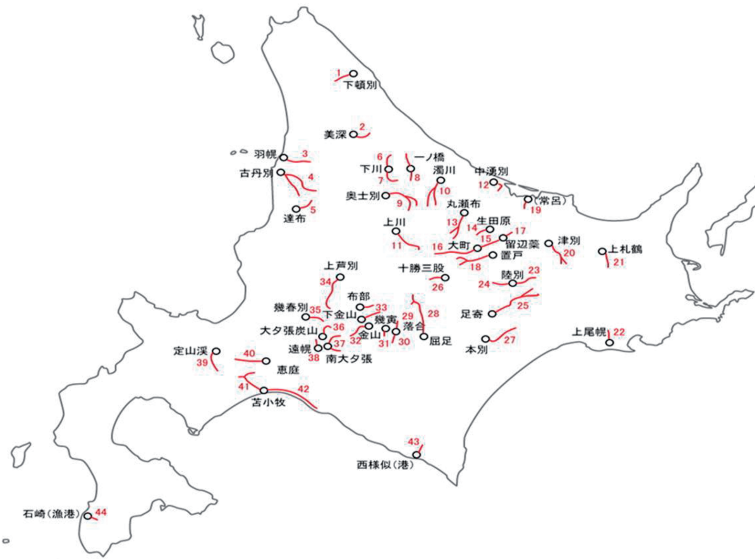 1
下頓別
美深
2
羽幌
3
古丹別
4
達布
5
6
下川
7
一ノ橋
8
奥士別
9
濁川
10
上川
11
中湧別
12
(常呂)
19
丸瀬布
13
生田原
14
15
17
大町
16
留辺蘂
置戸
18
津別
20
上札鶴
21
十勝三股
26
陸別
23
24
足寄
25
上芦別
34
布部
33
幾春別
35
下金山
幾寅
29
28
落合
大夕張炭山
36
32
金山
31
30
屈足
本別
27
上尾幌
22
定山渓
39
40
恵庭
遠幌
38
37
南大夕張
41
42
苫小牧
43
西様似(港)
石崎(漁港)
44